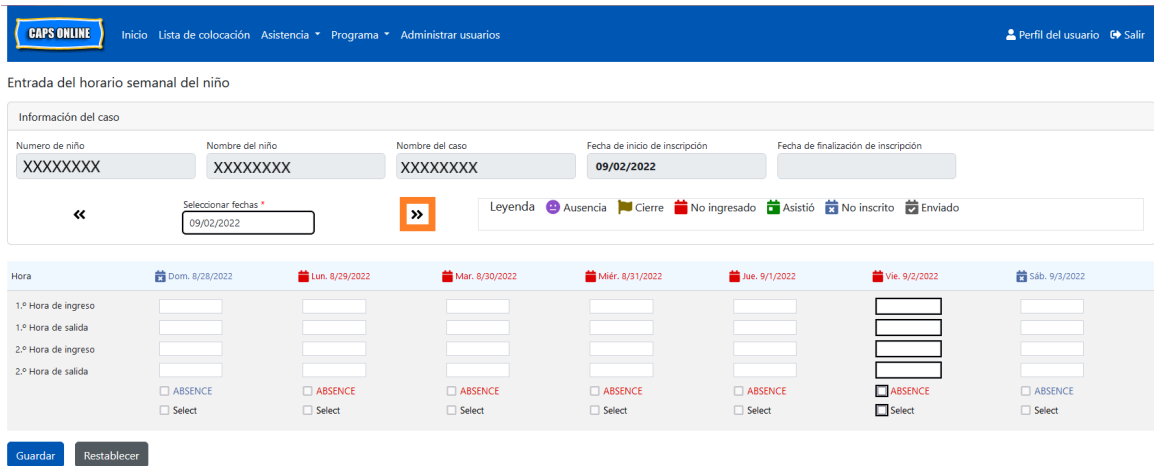 CAPS ONLINE Inicio Lista de colocación Asistencia Programa Administrar usuarios Perfil del usuario Salir
Entrada del horario semanal del niño
Información del caso
Numero de niño Nombre del niño Nombre del caso Fecha de inicio de inscripción Fecha de finalización de inscripción
XXXXXXXX XXXXXXXX XXXXXXXX 09/02/2022
Seleccionar fechas *
« 09/02/2022 » Leyenda Ausencia Cierre No ingresado Asistió No inscrito Enviado
Hora Dom. 8/28/2022 Lun. 8/29/2022 Mar. 8/30/2022 Miér. 8/31/2022 Jue. 9/1/2022 Vie. 9/2/2022 Sáb. 9/3/2022
1.º Hora de ingreso
1.º Hora de salida
2.º Hora de ingreso
2.º Hora de salida
ABSENCE ABSENCE ABSENCE ABSENCE ABSENCE ABSENCE ABSENCE
Select Select Select Select Select Select Select
Guardar Restablecer